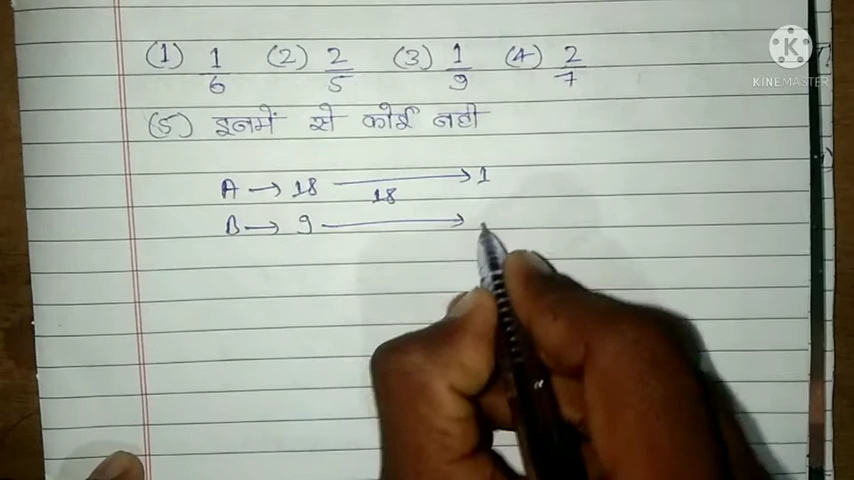 (1) 1/6 (2) 2/5 (3) 1/9 (4) 2/7
(5) इनमें से कोई नही
A → 18 → 1
18
B → 9 →
K
KINEMASTER